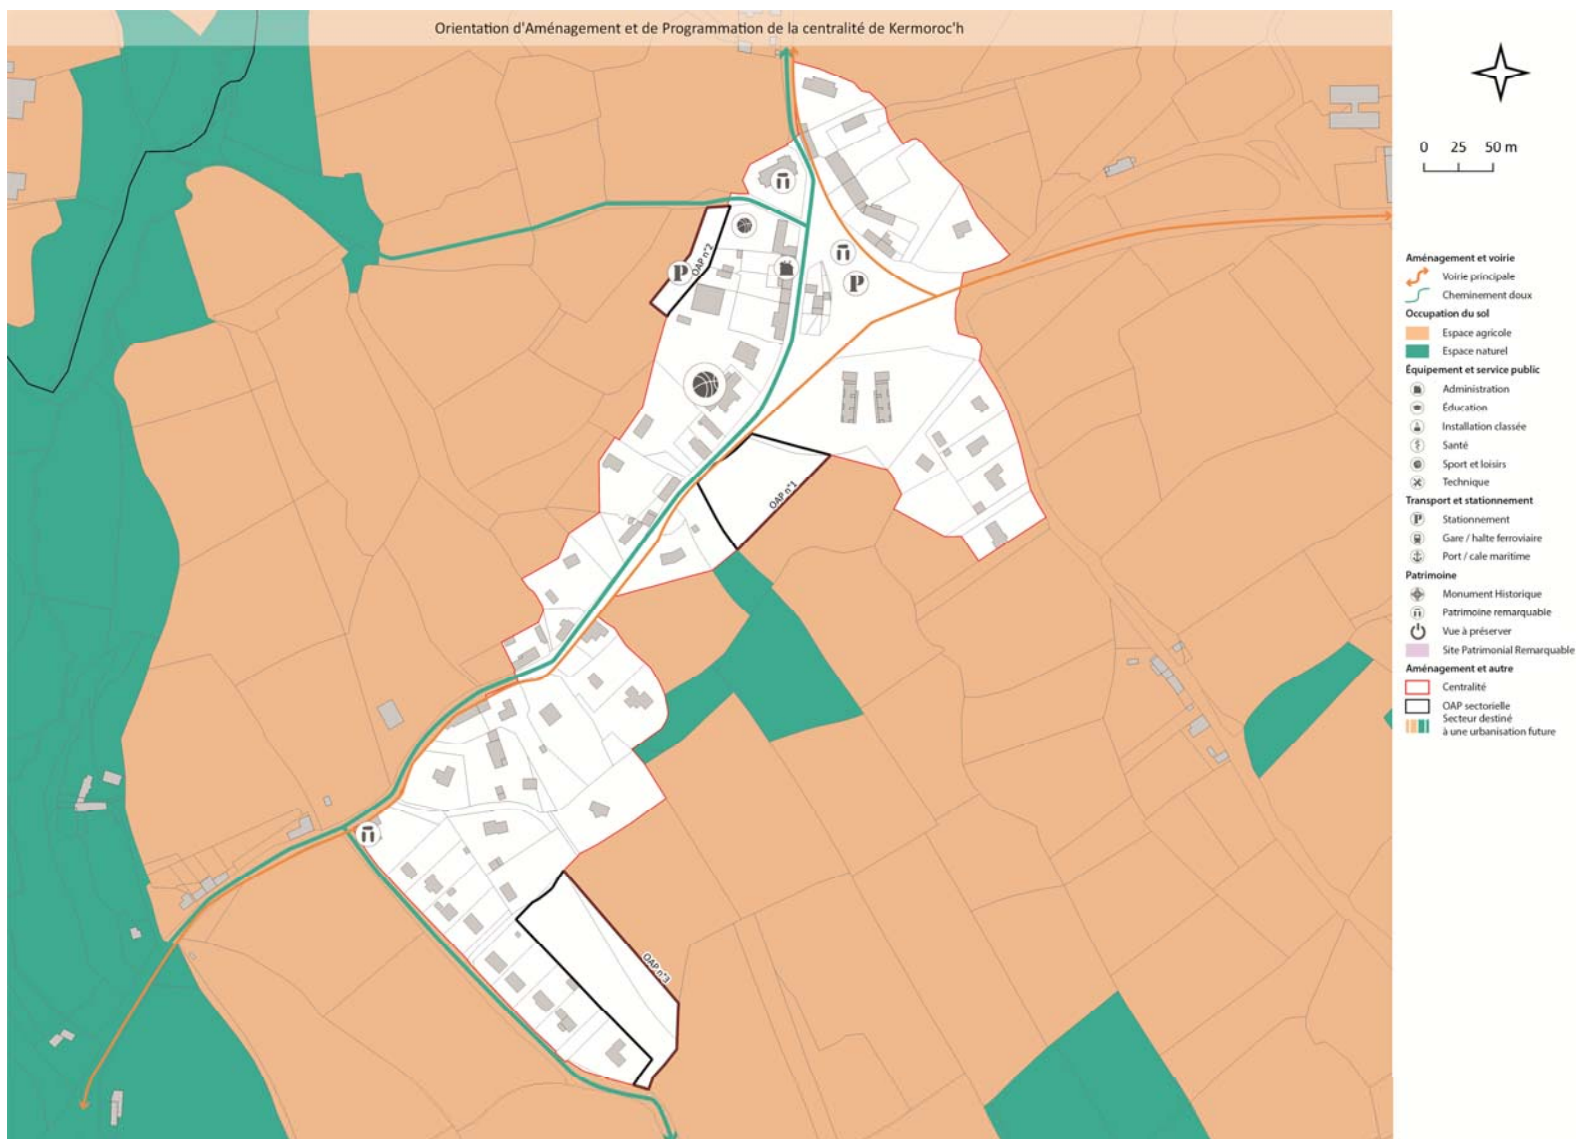 Orientation d'Aménagement et de Programmation de la centralité de Kermoroc'h
OAP n°2
OAP n°1
OAP n°3
0 25 50 m
Aménagement et voirie
Voirie principale
Cheminement doux
Occupation du sol
Espace agricole
Espace naturel
Équipement et service public
Administration
Éducation
Installation classée
Santé
Sport et loisirs
Technique
Transport et stationnement
Stationnement
Gare / halte ferroviaire
Port / cale maritime
Patrimoine
Monument Historique
Patrimoine remarquable
Vue à préserver
Site Patrimonial Remarquable
Aménagement et autre
Centralité
OAP sectorielle
Secteur destiné
à une urbanisation future
P
P